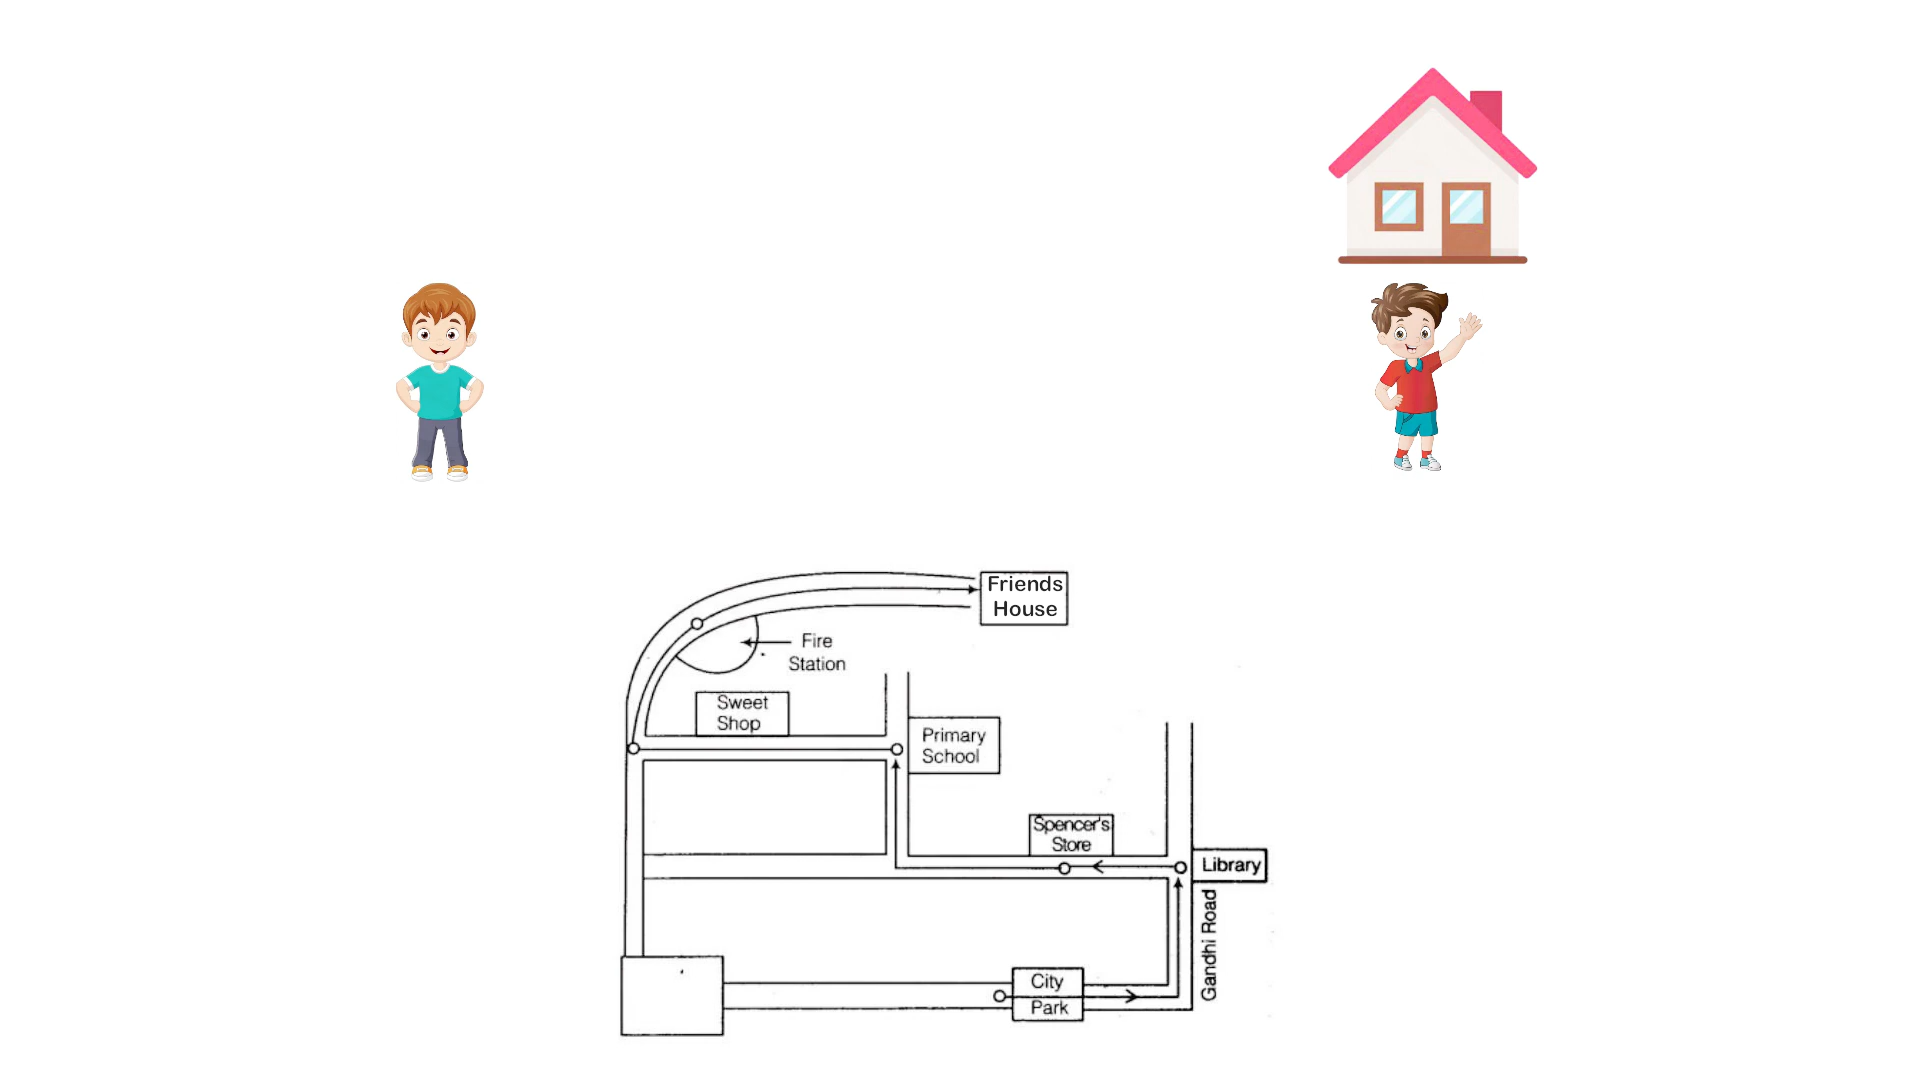 Friends
House
Fire
Station
Sweet
Shop
Primary
School
Spencer's
Store
Library
Gandhi Road
City
Park